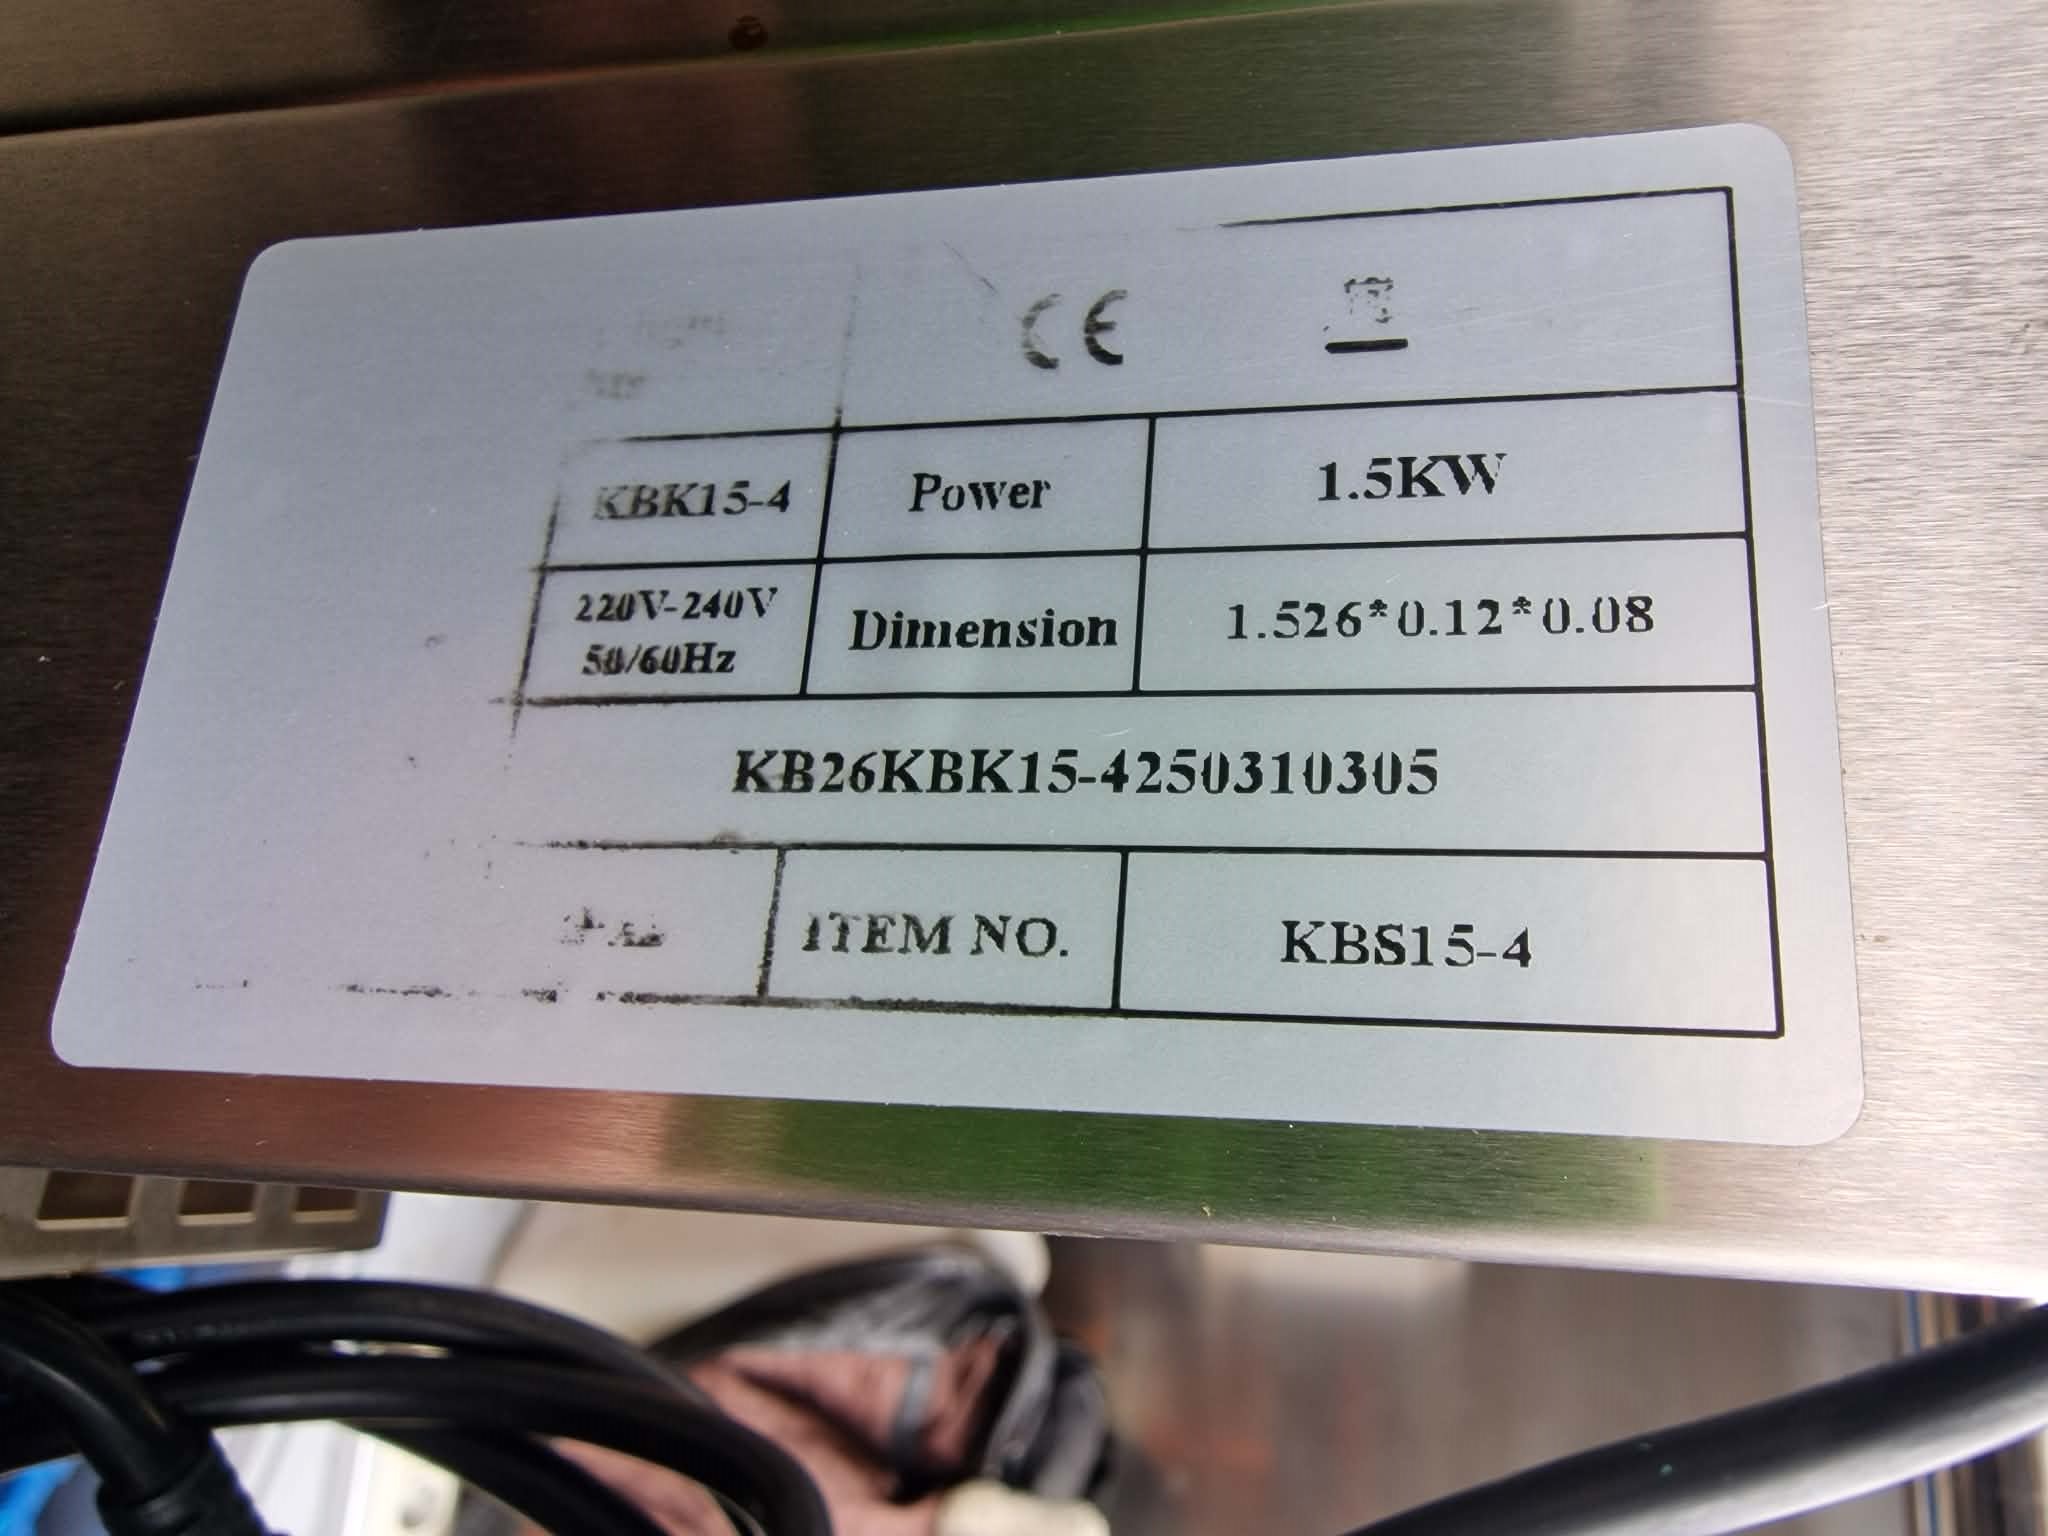 CE
KBK15-4 Power 1.5KW
220V-240V
50/60Hz Dimension 1.526*0.12*0.08
KB26KBK15-4250310305
ITEM NO. KBS15-4